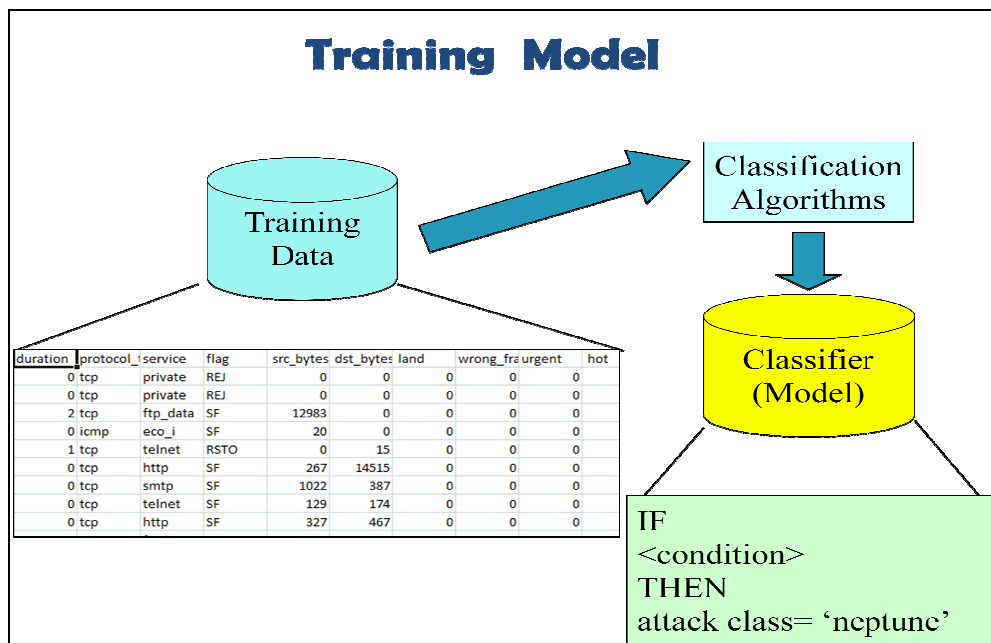 Training Model
Training
Data
Classification
Algorithms
Classifier
(Model)
duration protocol_ service flag src_bytes dst_bytes land wrong_fra urgent hot
0 tcp private REJ 0 0 0 0 0
0 tcp private REJ 0 0 0 0 0
2 tcp ftp_data SF 12983 0 0 0 0
0 icmp eco_i SF 20 0 0 0 0
1 tcp telnet RSTO 0 15 0 0 0
0 tcp http SF 267 14515 0 0 0
0 tcp smtp SF 1022 387 0 0 0
0 tcp telnet SF 129 174 0 0 0
0 tcp http SF 327 467 0 0 0
IF
<condition>
THEN
attack class= ‘neptune’